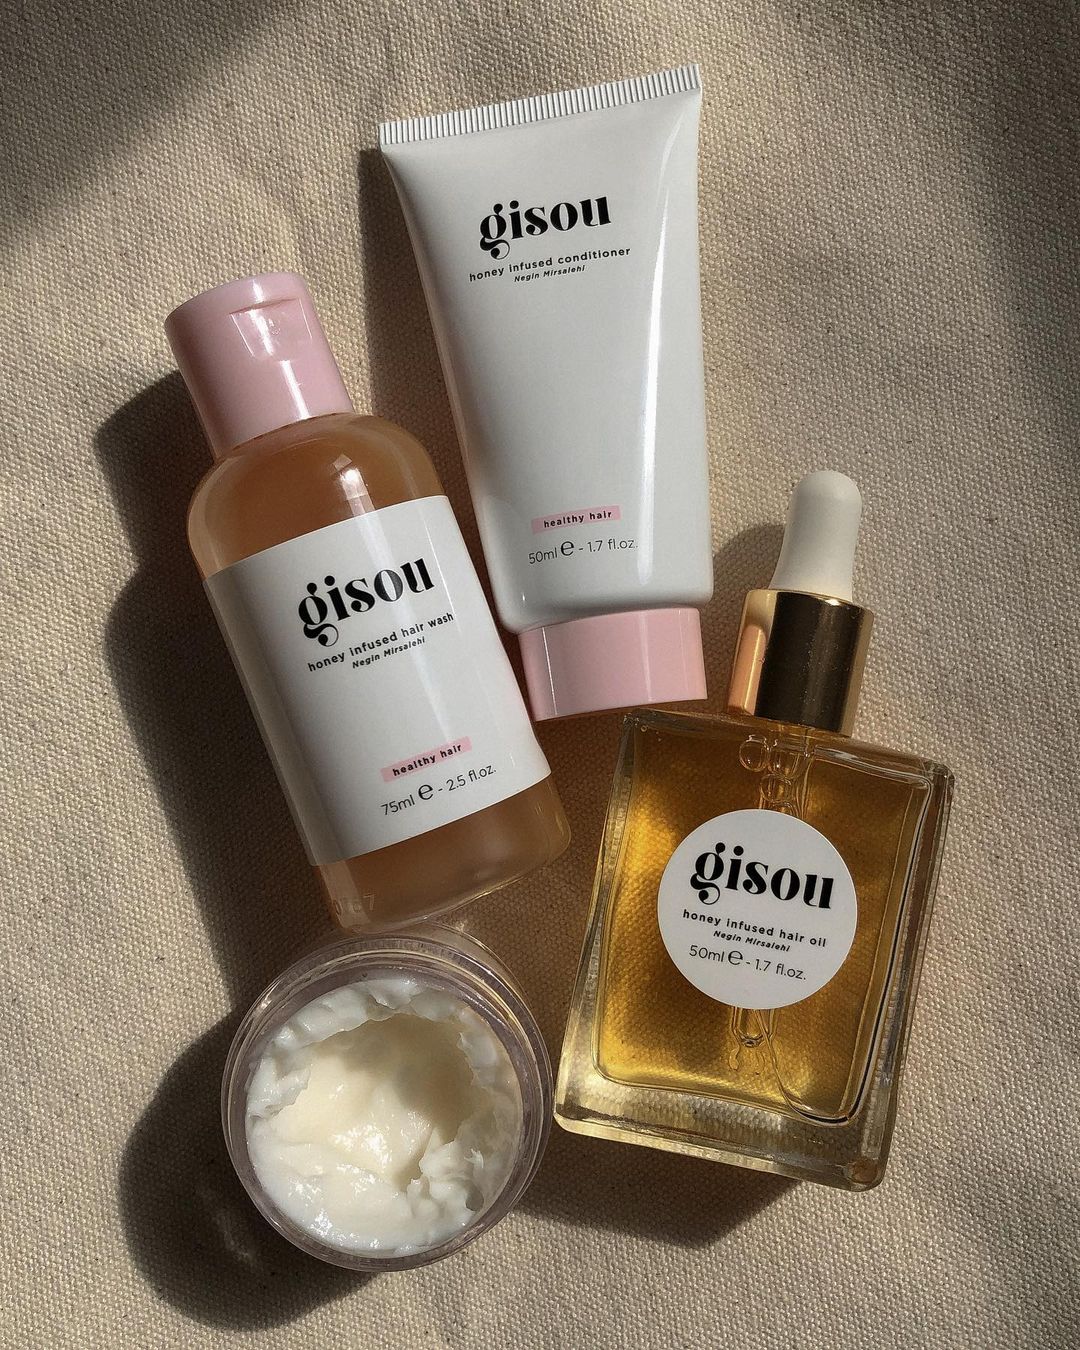 gisou
honey infused conditioner
Negin Mirsalehi
healthy hair
50ml e - 1.7 fl.oz.
gisou
honey infused hair wash
Negin Mirsalehi
healthy hair
75ml e - 2.5 fl.oz.
gisou
honey infused hair oil
Negin Mirsalehi
50ml e - 1.7 fl.oz.